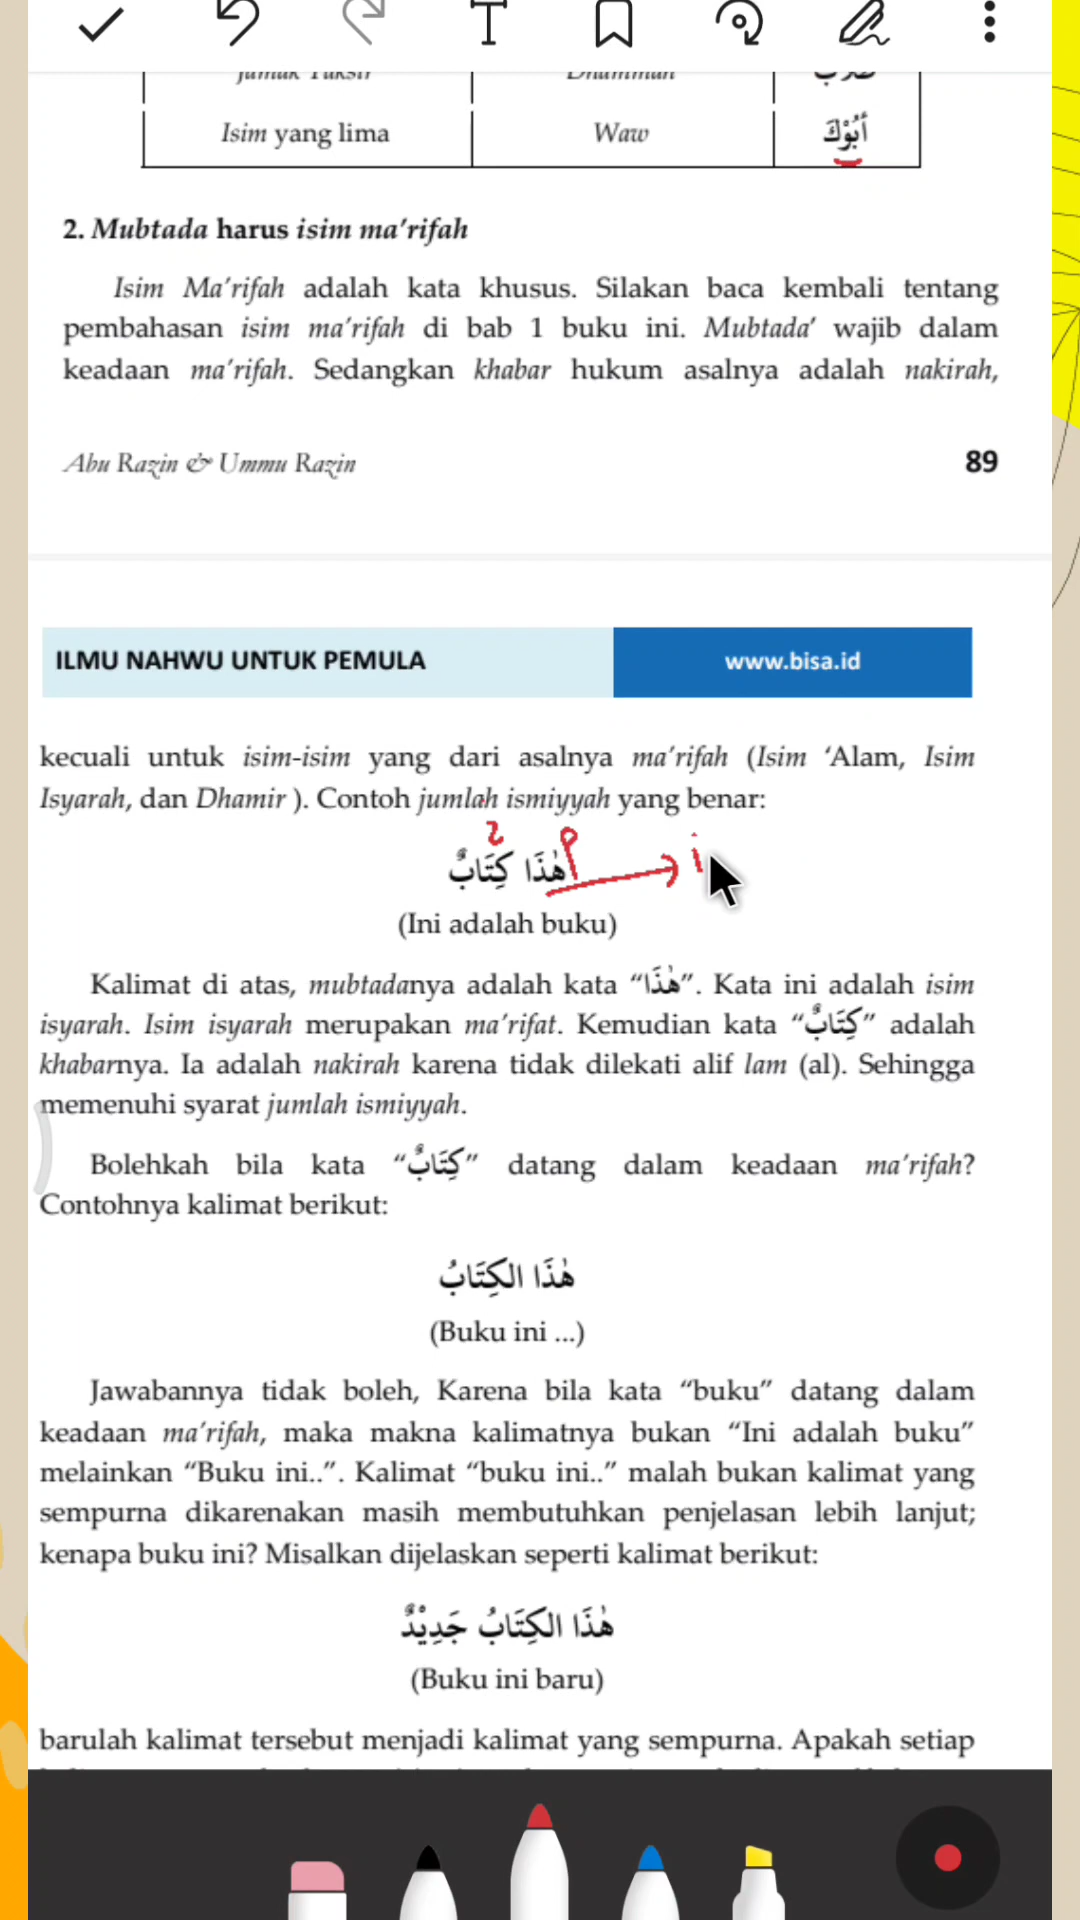 Jamak Taksir Dhammah طُلَّابٌ
Isim yang lima Waw أَبُوْكَ
2. Mubtada harus isim ma’rifah
Isim Ma’rifah adalah kata khusus. Silakan baca kembali tentang
pembahasan isim ma’rifah di bab 1 buku ini. Mubtada’ wajib dalam
keadaan ma’rifah. Sedangkan khabar hukum asalnya adalah nakirah,
Abu Razin & Ummu Razin 89
ILMU NAHWU UNTUK PEMULA www.bisa.id
kecuali untuk isim-isim yang dari asalnya ma’rifah (Isim ‘Alam, Isim
Isyarah, dan Dhamir ). Contoh jumlah ismiyyah yang benar:
هٰذَا كِتَابٌ
(Ini adalah buku)
Kalimat di atas, mubtadanya adalah kata “هٰذَا”. Kata ini adalah isim
isyarah. Isim isyarah merupakan ma’rifat. Kemudian kata “كِتَابٌ” adalah
khabarnya. Ia adalah nakirah karena tidak dilekati alif lam (al). Sehingga
memenuhi syarat jumlah ismiyyah.
Bolehkah bila kata “كِتَابٌ” datang dalam keadaan ma’rifah?
Contohnya kalimat berikut:
هٰذَا الكِتَابُ
(Buku ini ...)
Jawabannya tidak boleh, Karena bila kata “buku” datang dalam
keadaan ma’rifah, maka makna kalimatnya bukan “Ini adalah buku”
melainkan “Buku ini..”. Kalimat “buku ini..” malah bukan kalimat yang
sempurna dikarenakan masih membutuhkan penjelasan lebih lanjut;
kenapa buku ini? Misalkan dijelaskan seperti kalimat berikut:
هٰذَا الكِتَابُ جَدِيْدٌ
(Buku ini baru)
barulah kalimat tersebut menjadi kalimat yang sempurna. Apakah setiap